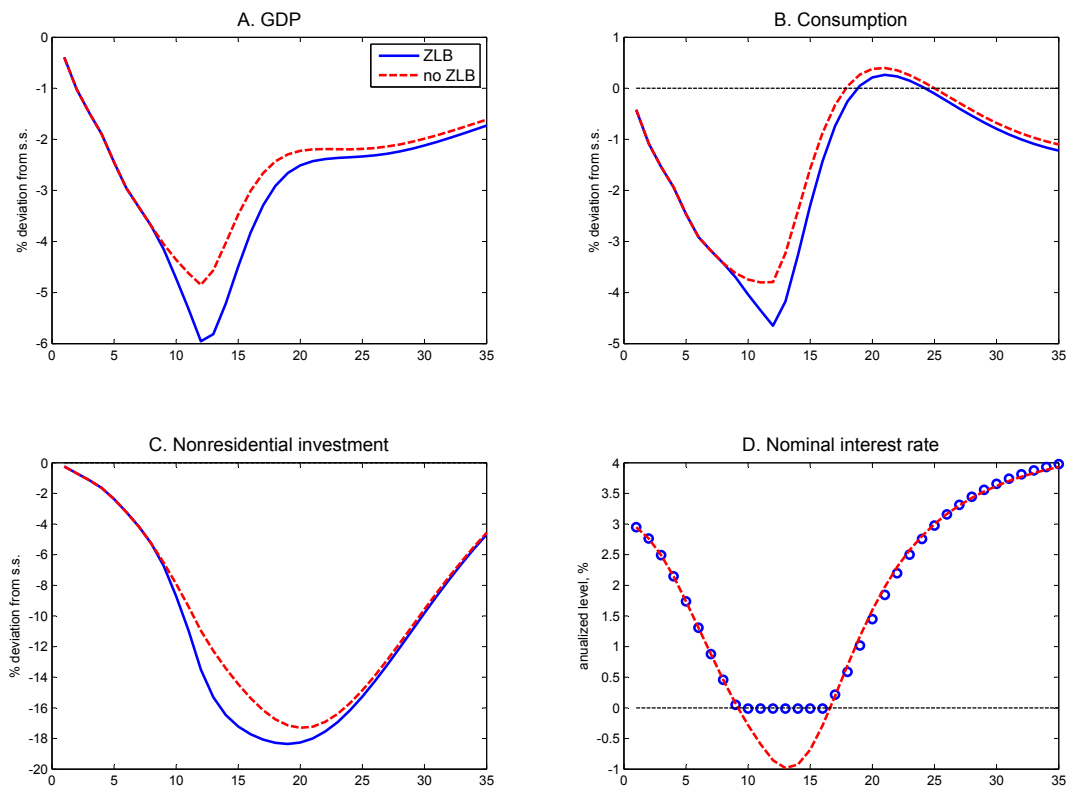 A. GDP
0
-1
-2
-3
-4
-5
-6
% deviation from s.s.
0 5 10 15 20 25 30 35
ZLB
no ZLB
B. Consumption
1
0
-1
-2
-3
-4
-5
% deviation from s.s.
0 5 10 15 20 25 30 35
C. Nonresidential investment
0
-2
-4
-6
-8
-10
-12
-14
-16
-18
-20
% deviation from s.s.
0 5 10 15 20 25 30 35
D. Nominal interest rate
4
3.5
3
2.5
2
1.5
1
0.5
0
-0.5
-1
anualized level, %
0 5 10 15 20 25 30 35